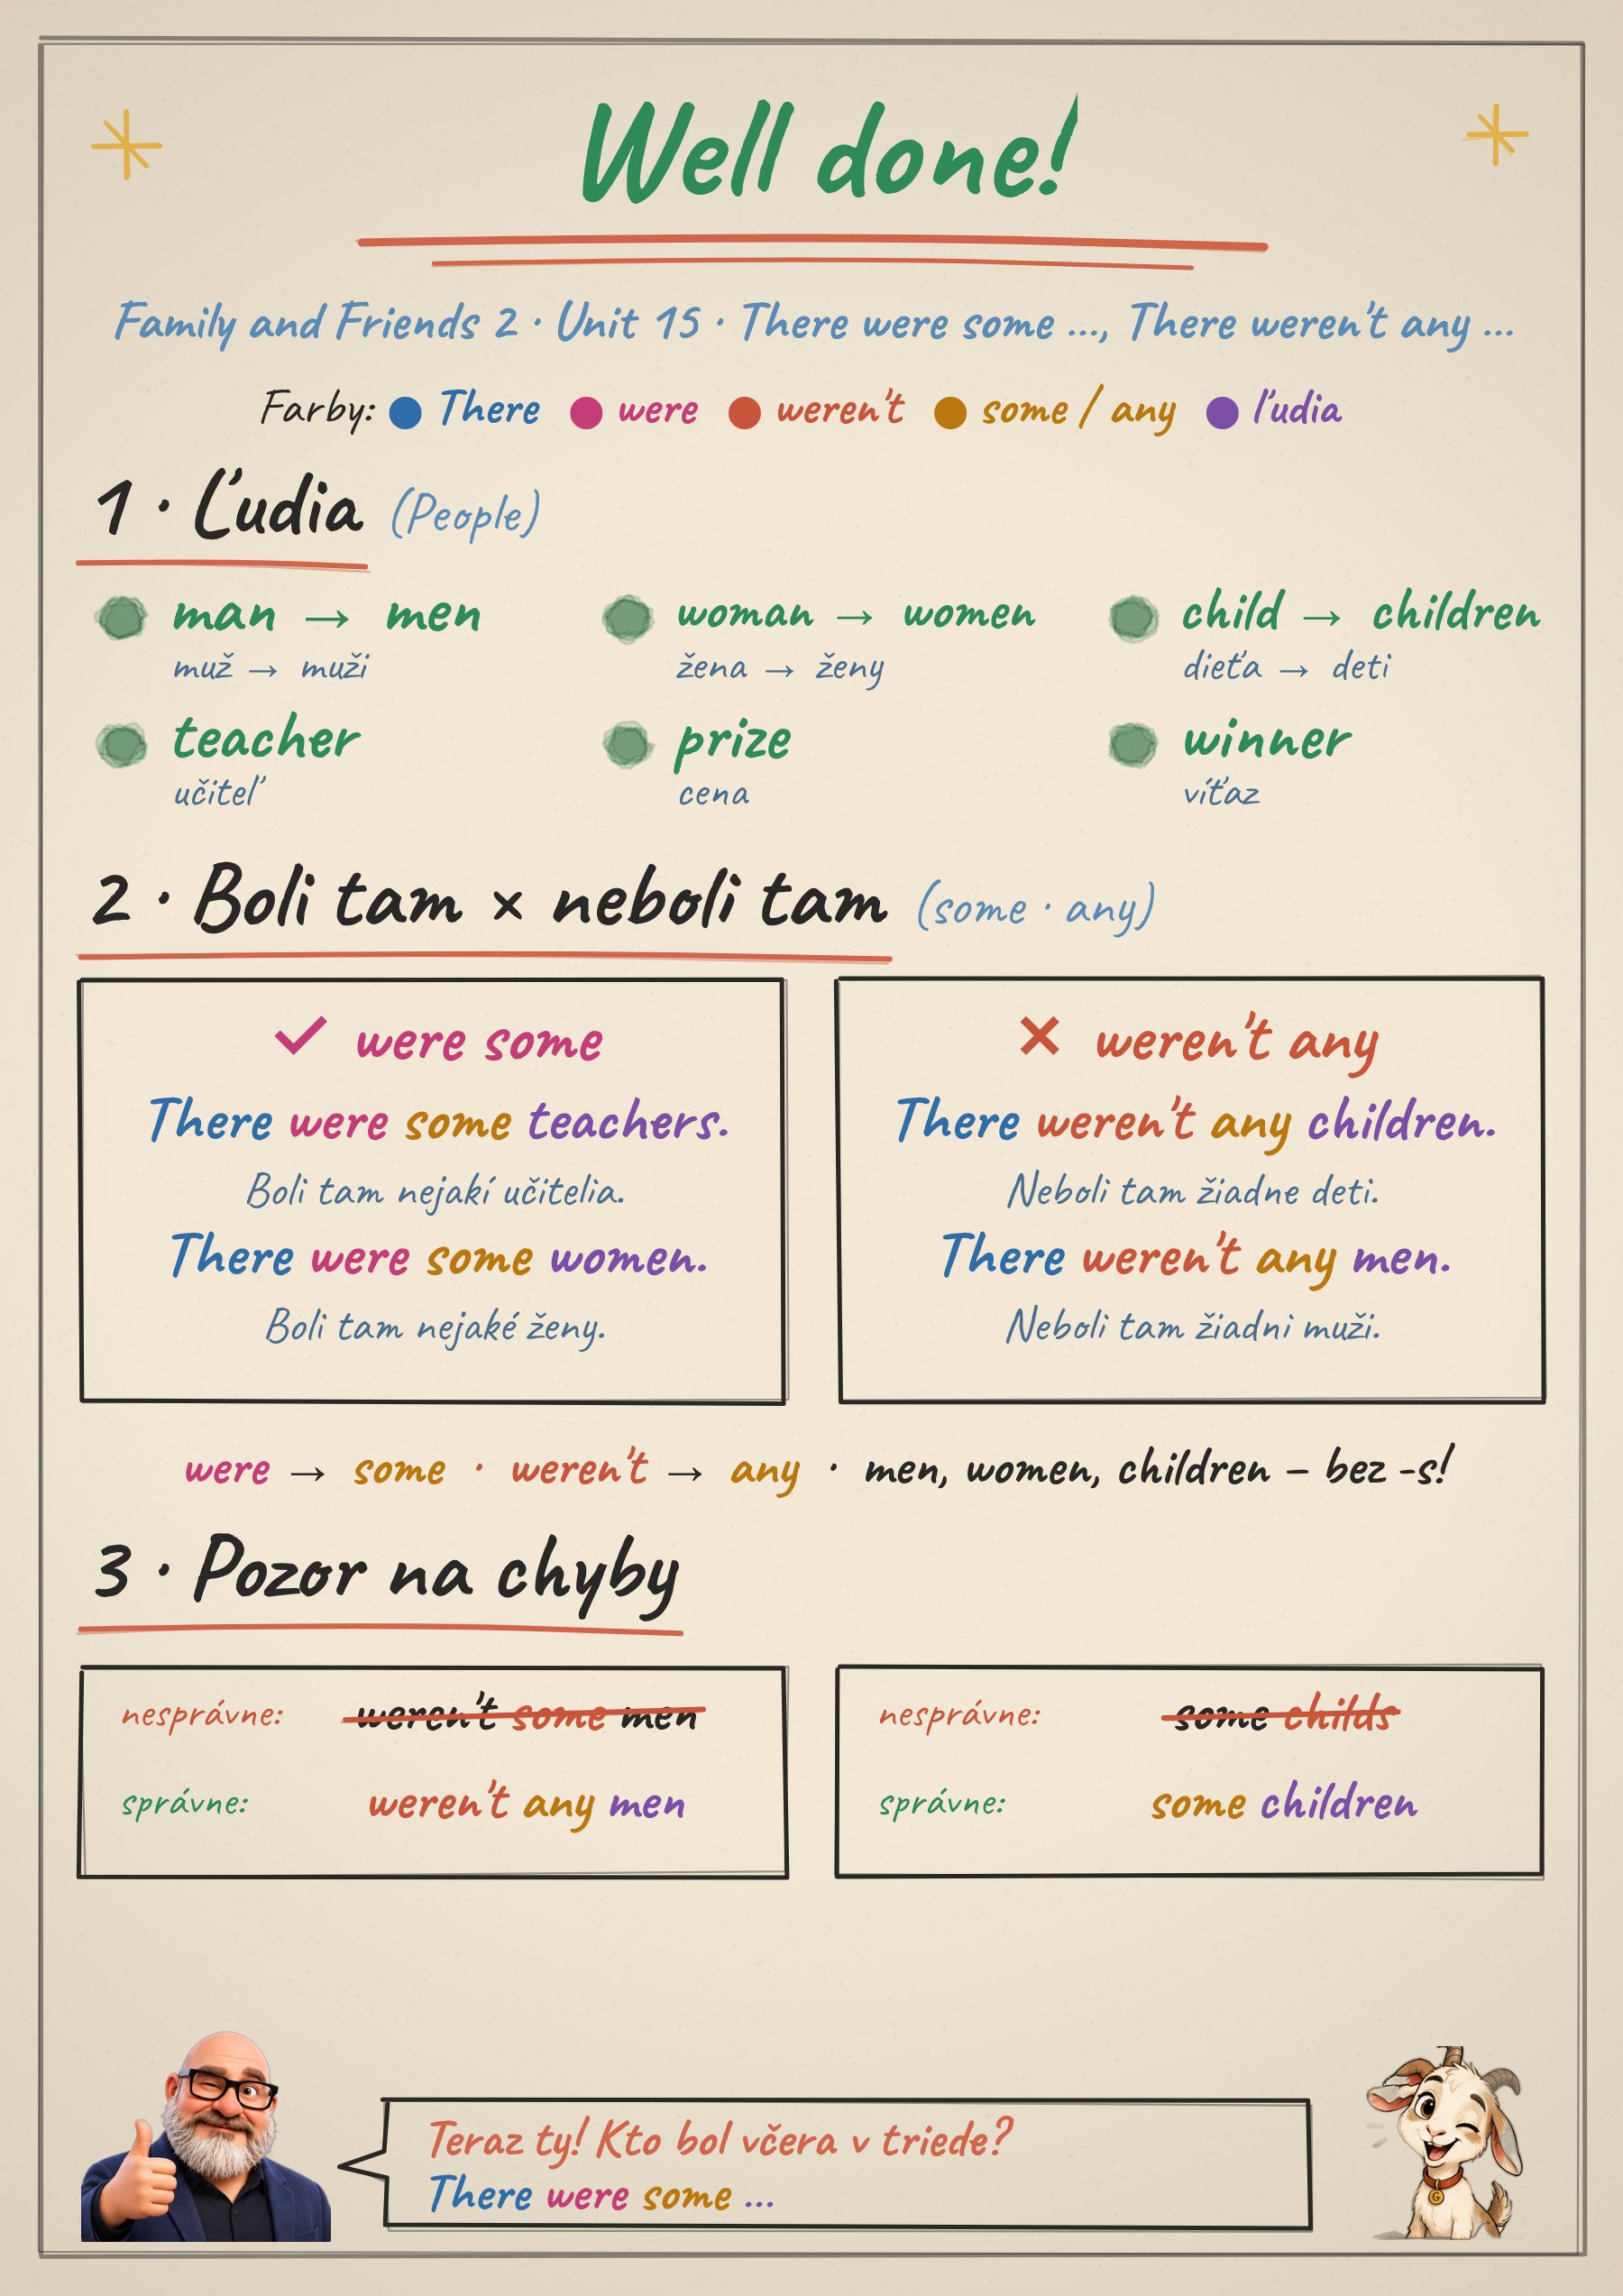 Well done!
Family and Friends 2 · Unit 15 · There were some ..., There weren't any ...
Farby: There were weren't some / any ľudia
1 · Ľudia (People)
man → men woman → women child → children
muž → muži žena → ženy dieťa → deti
teacher prize winner
učiteľ cena víťaz
2 · Boli tam × neboli tam (some · any)
✓ were some
There were some teachers.
Boli tam nejakí učitelia.
There were some women.
Boli tam nejaké ženy.
✕ weren't any
There weren't any children.
Neboli tam žiadne deti.
There weren't any men.
Neboli tam žiadni muži.
were → some · weren't → any · men, women, children – bez -s!
3 · Pozor na chyby
nesprávne: weren't some men
správne: weren't any men
nesprávne: some childs
správne: some children
Teraz ty! Kto bol včera v triede?
There were some ...
G